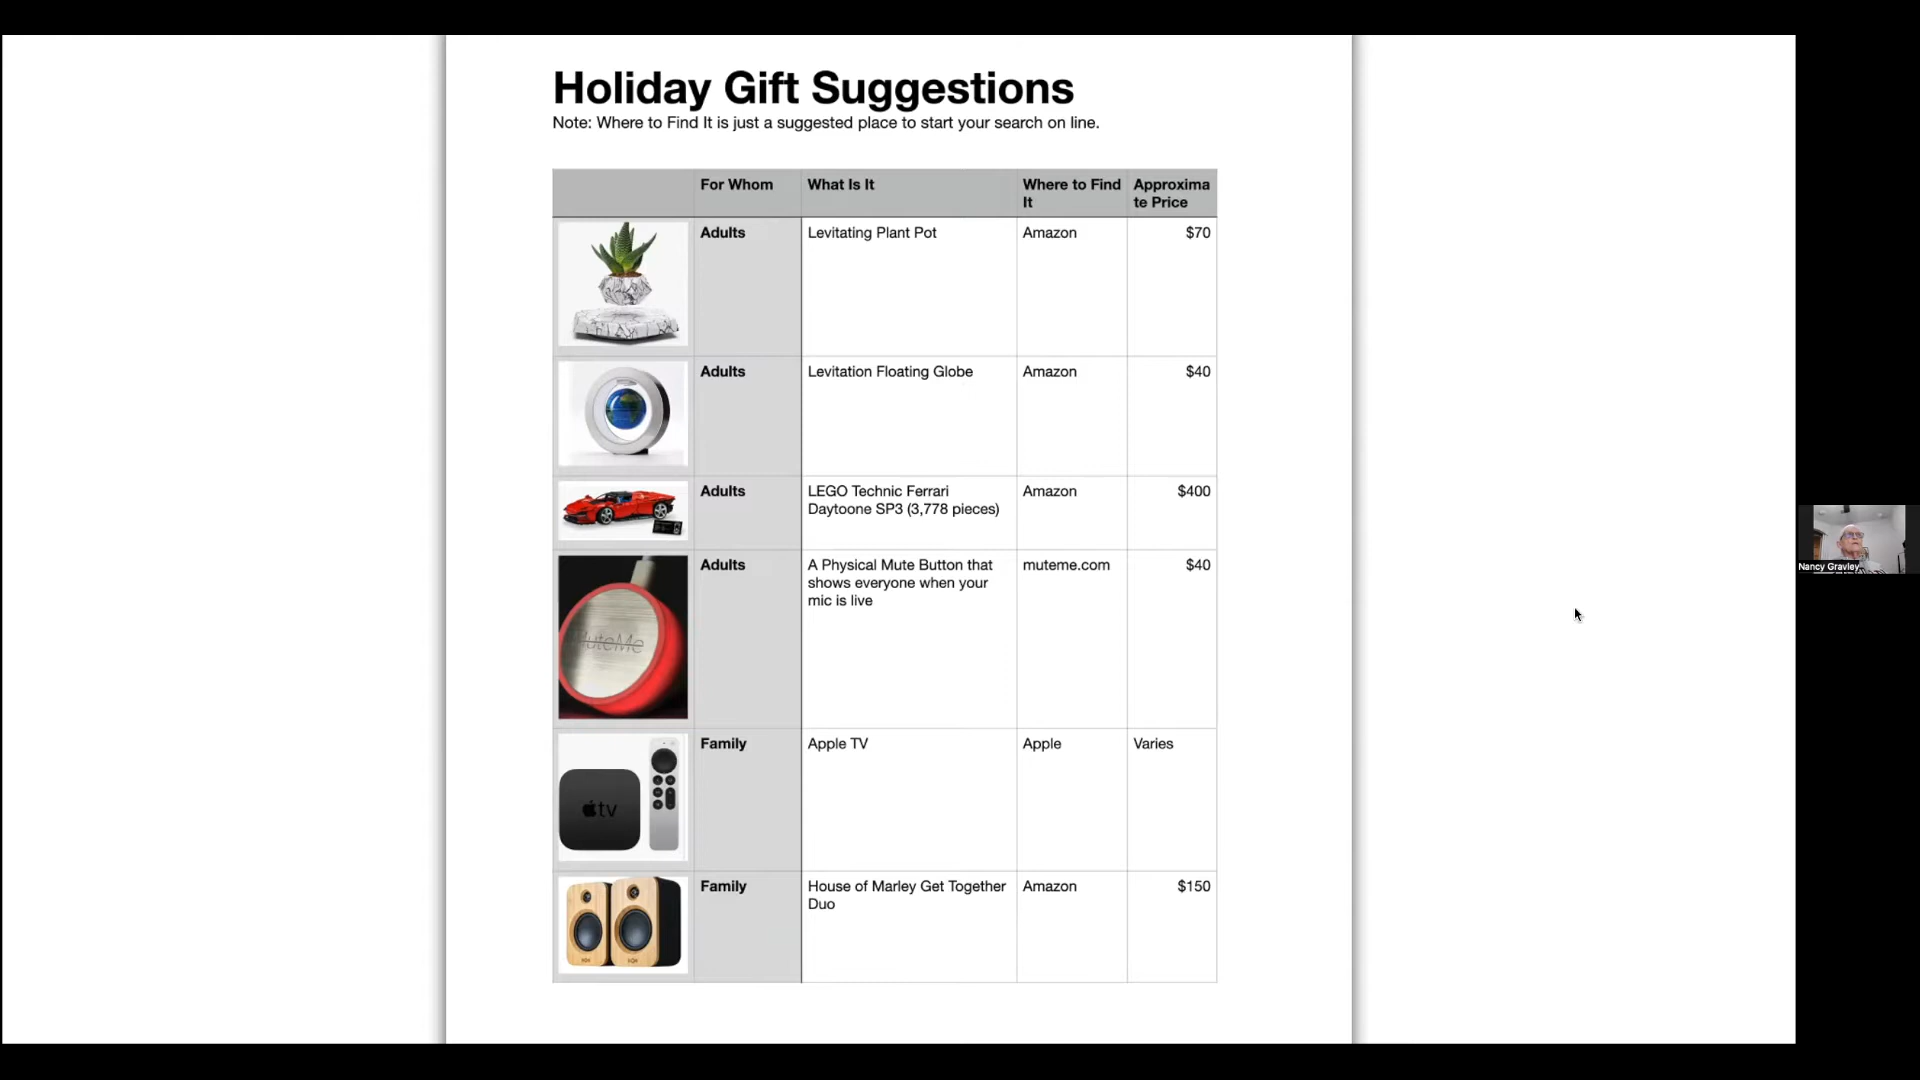 Holiday Gift Suggestions
Note: Where to Find It is just a suggested place to start your search on line.
For Whom
What Is It
Where to Find
It
Approxima
te Price
Adults
Levitating Plant Pot
Amazon
$70
Adults
Levitation Floating Globe
Amazon
$40
Adults
LEGO Technic Ferrari
Daytoone SP3 (3,778 pieces)
Amazon
$400
MuteMe
Adults
A Physical Mute Button that
shows everyone when your
mic is live
muteme.com
$40
tv
Family
Apple TV
Apple
Varies
Family
House of Marley Get Together
Duo
Amazon
$150
Nancy Gravley